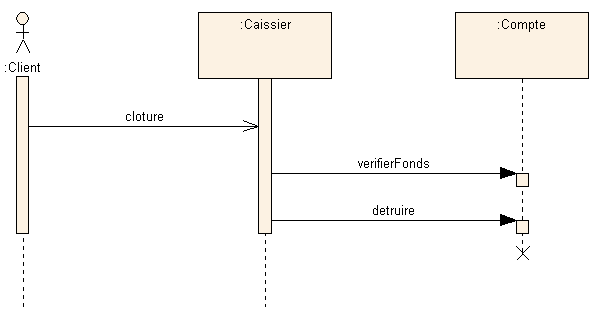 :Caissier
:Compte
:Client
cloture
verifierFonds
detruire